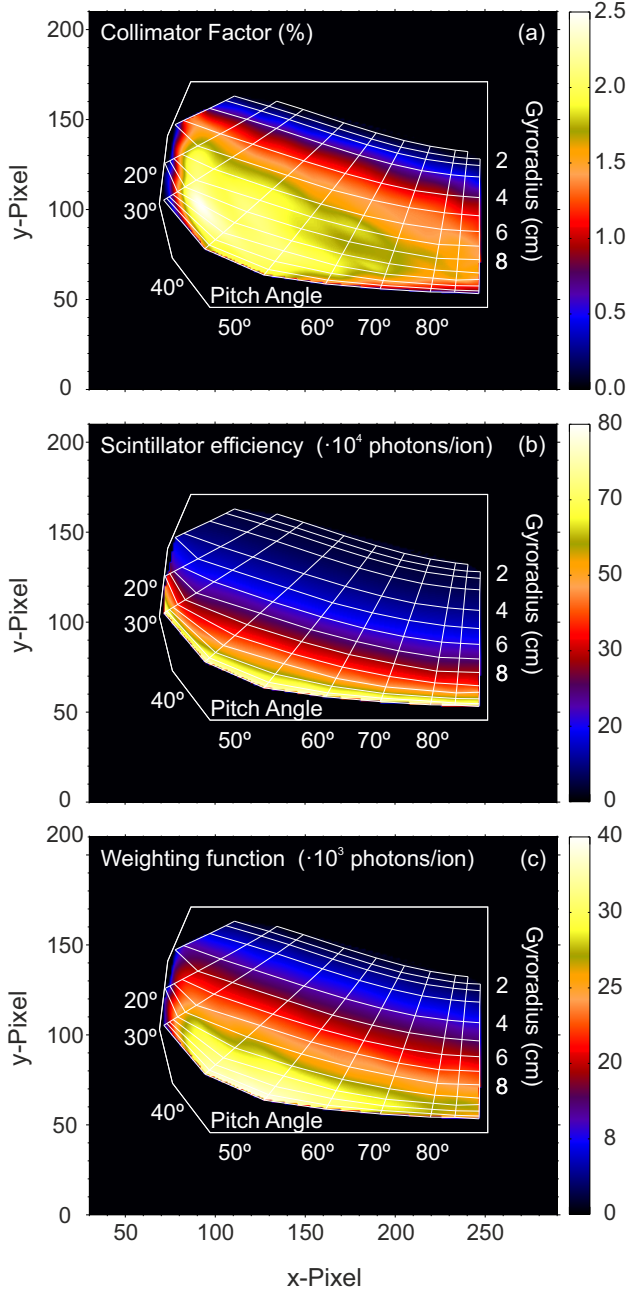 Collimator Factor (%)
(a)
200
150
100
50
0
y-Pixel
20º
30º
40º
Pitch Angle
50º
60º
70º
80º
2
4
6
8
Gyroradius (cm)
2.5
2.0
1.5
1.0
0.5
0.0
Scintillator efficiency (·10⁴ photons/ion)
(b)
200
150
100
50
0
y-Pixel
20º
30º
40º
Pitch Angle
50º
60º
70º
80º
2
4
6
8
Gyroradius (cm)
80
70
50
30
20
0
Weighting function (·10³ photons/ion)
(c)
200
150
100
50
0
y-Pixel
20º
30º
40º
Pitch Angle
50º
60º
70º
80º
2
4
6
8
Gyroradius (cm)
40
30
20
8
0
50
100
150
200
250
x-Pixel